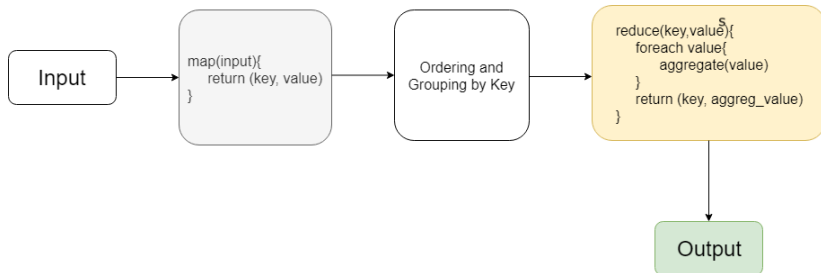 Input
map(input){
return (key, value)
}
Ordering and
Grouping by Key
s
reduce(key,value){
foreach value{
aggregate(value)
}
return (key, aggreg_value)
}
Output